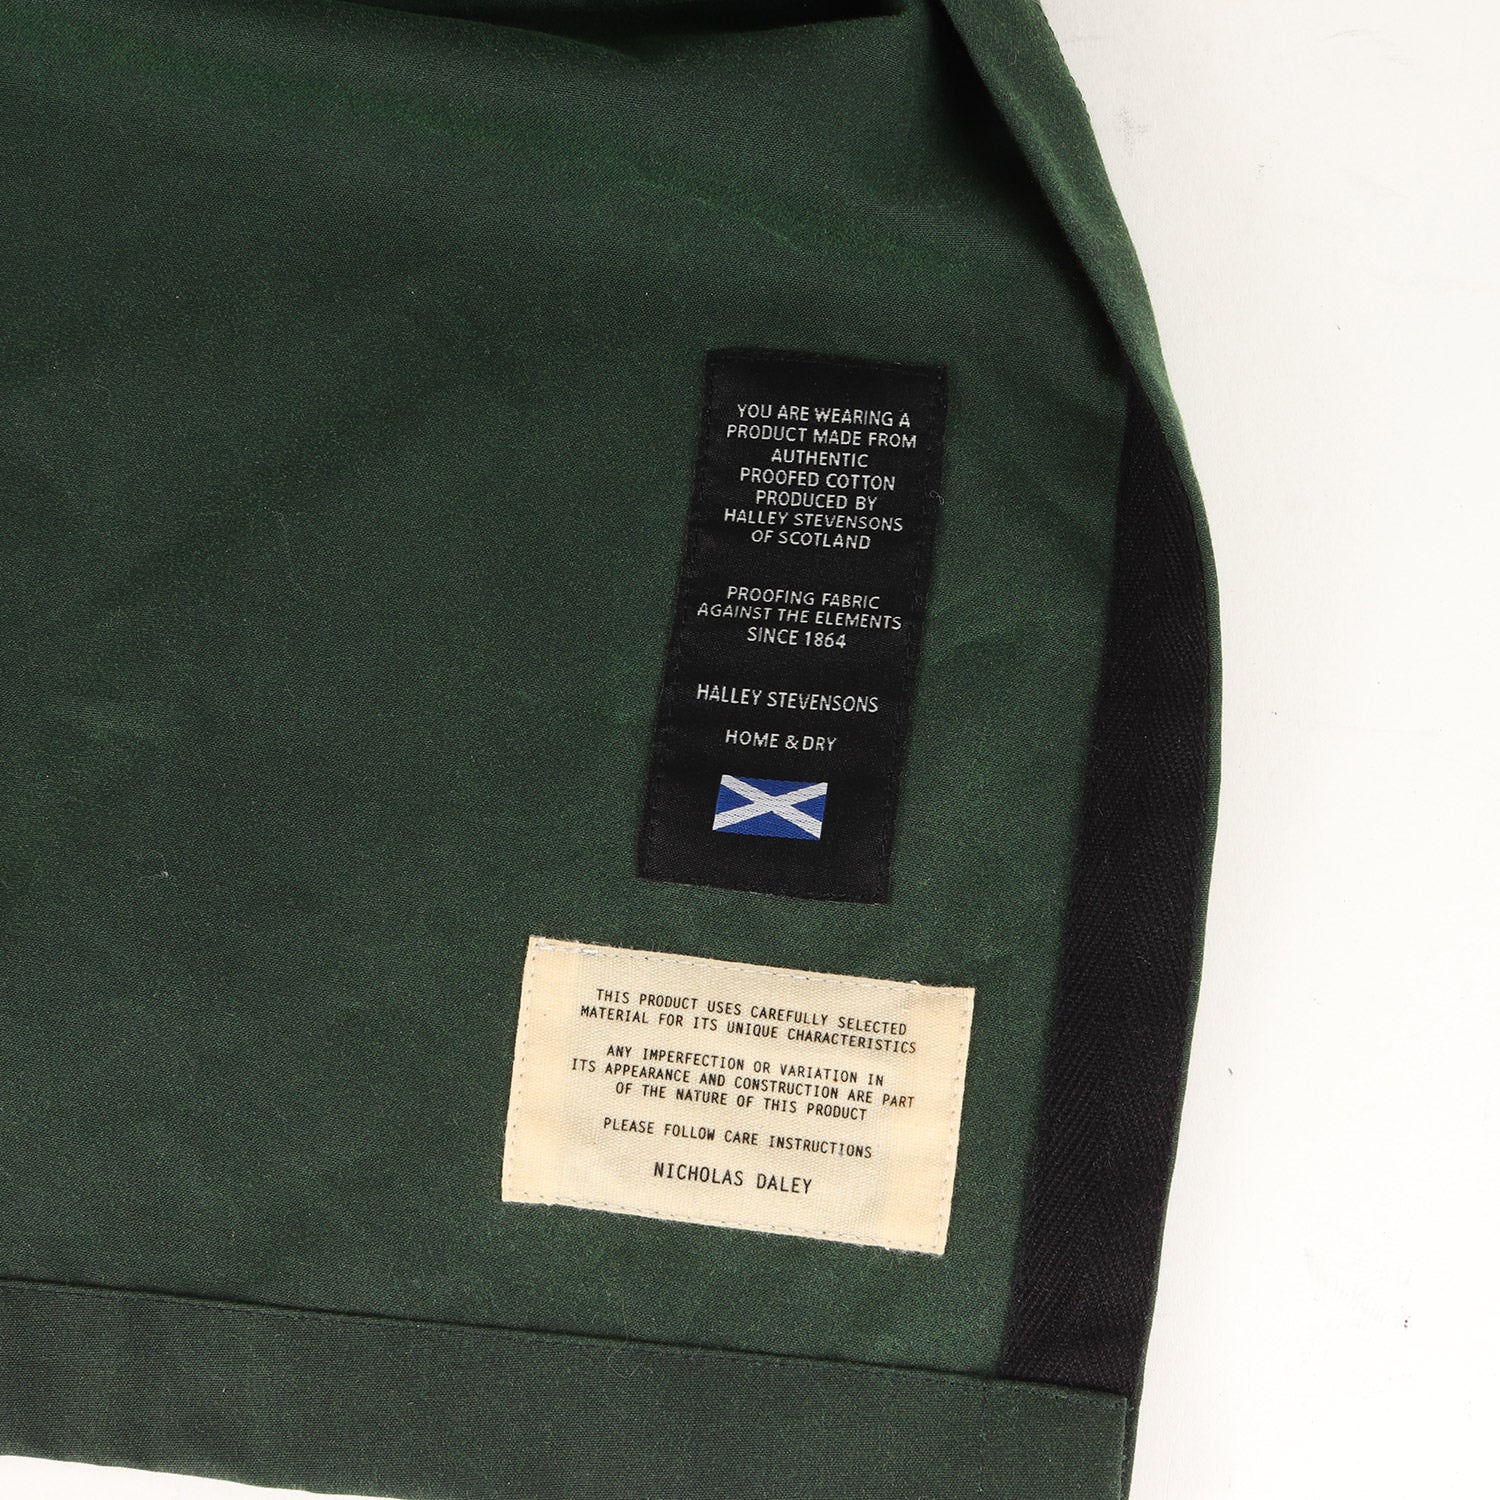 YOU ARE WEARING A
PRODUCT MADE FROM
AUTHENTIC
PROOFED COTTON
PRODUCED BY
HALLEY STEVENSONS
OF SCOTLAND
PROOFING FABRIC
AGAINST THE ELEMENTS
SINCE 1864
HALLEY STEVENSONS
HOME & DRY
THIS PRODUCT USES CAREFULLY SELECTED
MATERIAL FOR ITS UNIQUE CHARACTERISTICS
ANY IMPERFECTION OR VARIATION IN
ITS APPEARANCE AND CONSTRUCTION ARE PART
OF THE NATURE OF THIS PRODUCT
PLEASE FOLLOW CARE INSTRUCTIONS
NICHOLAS DALEY